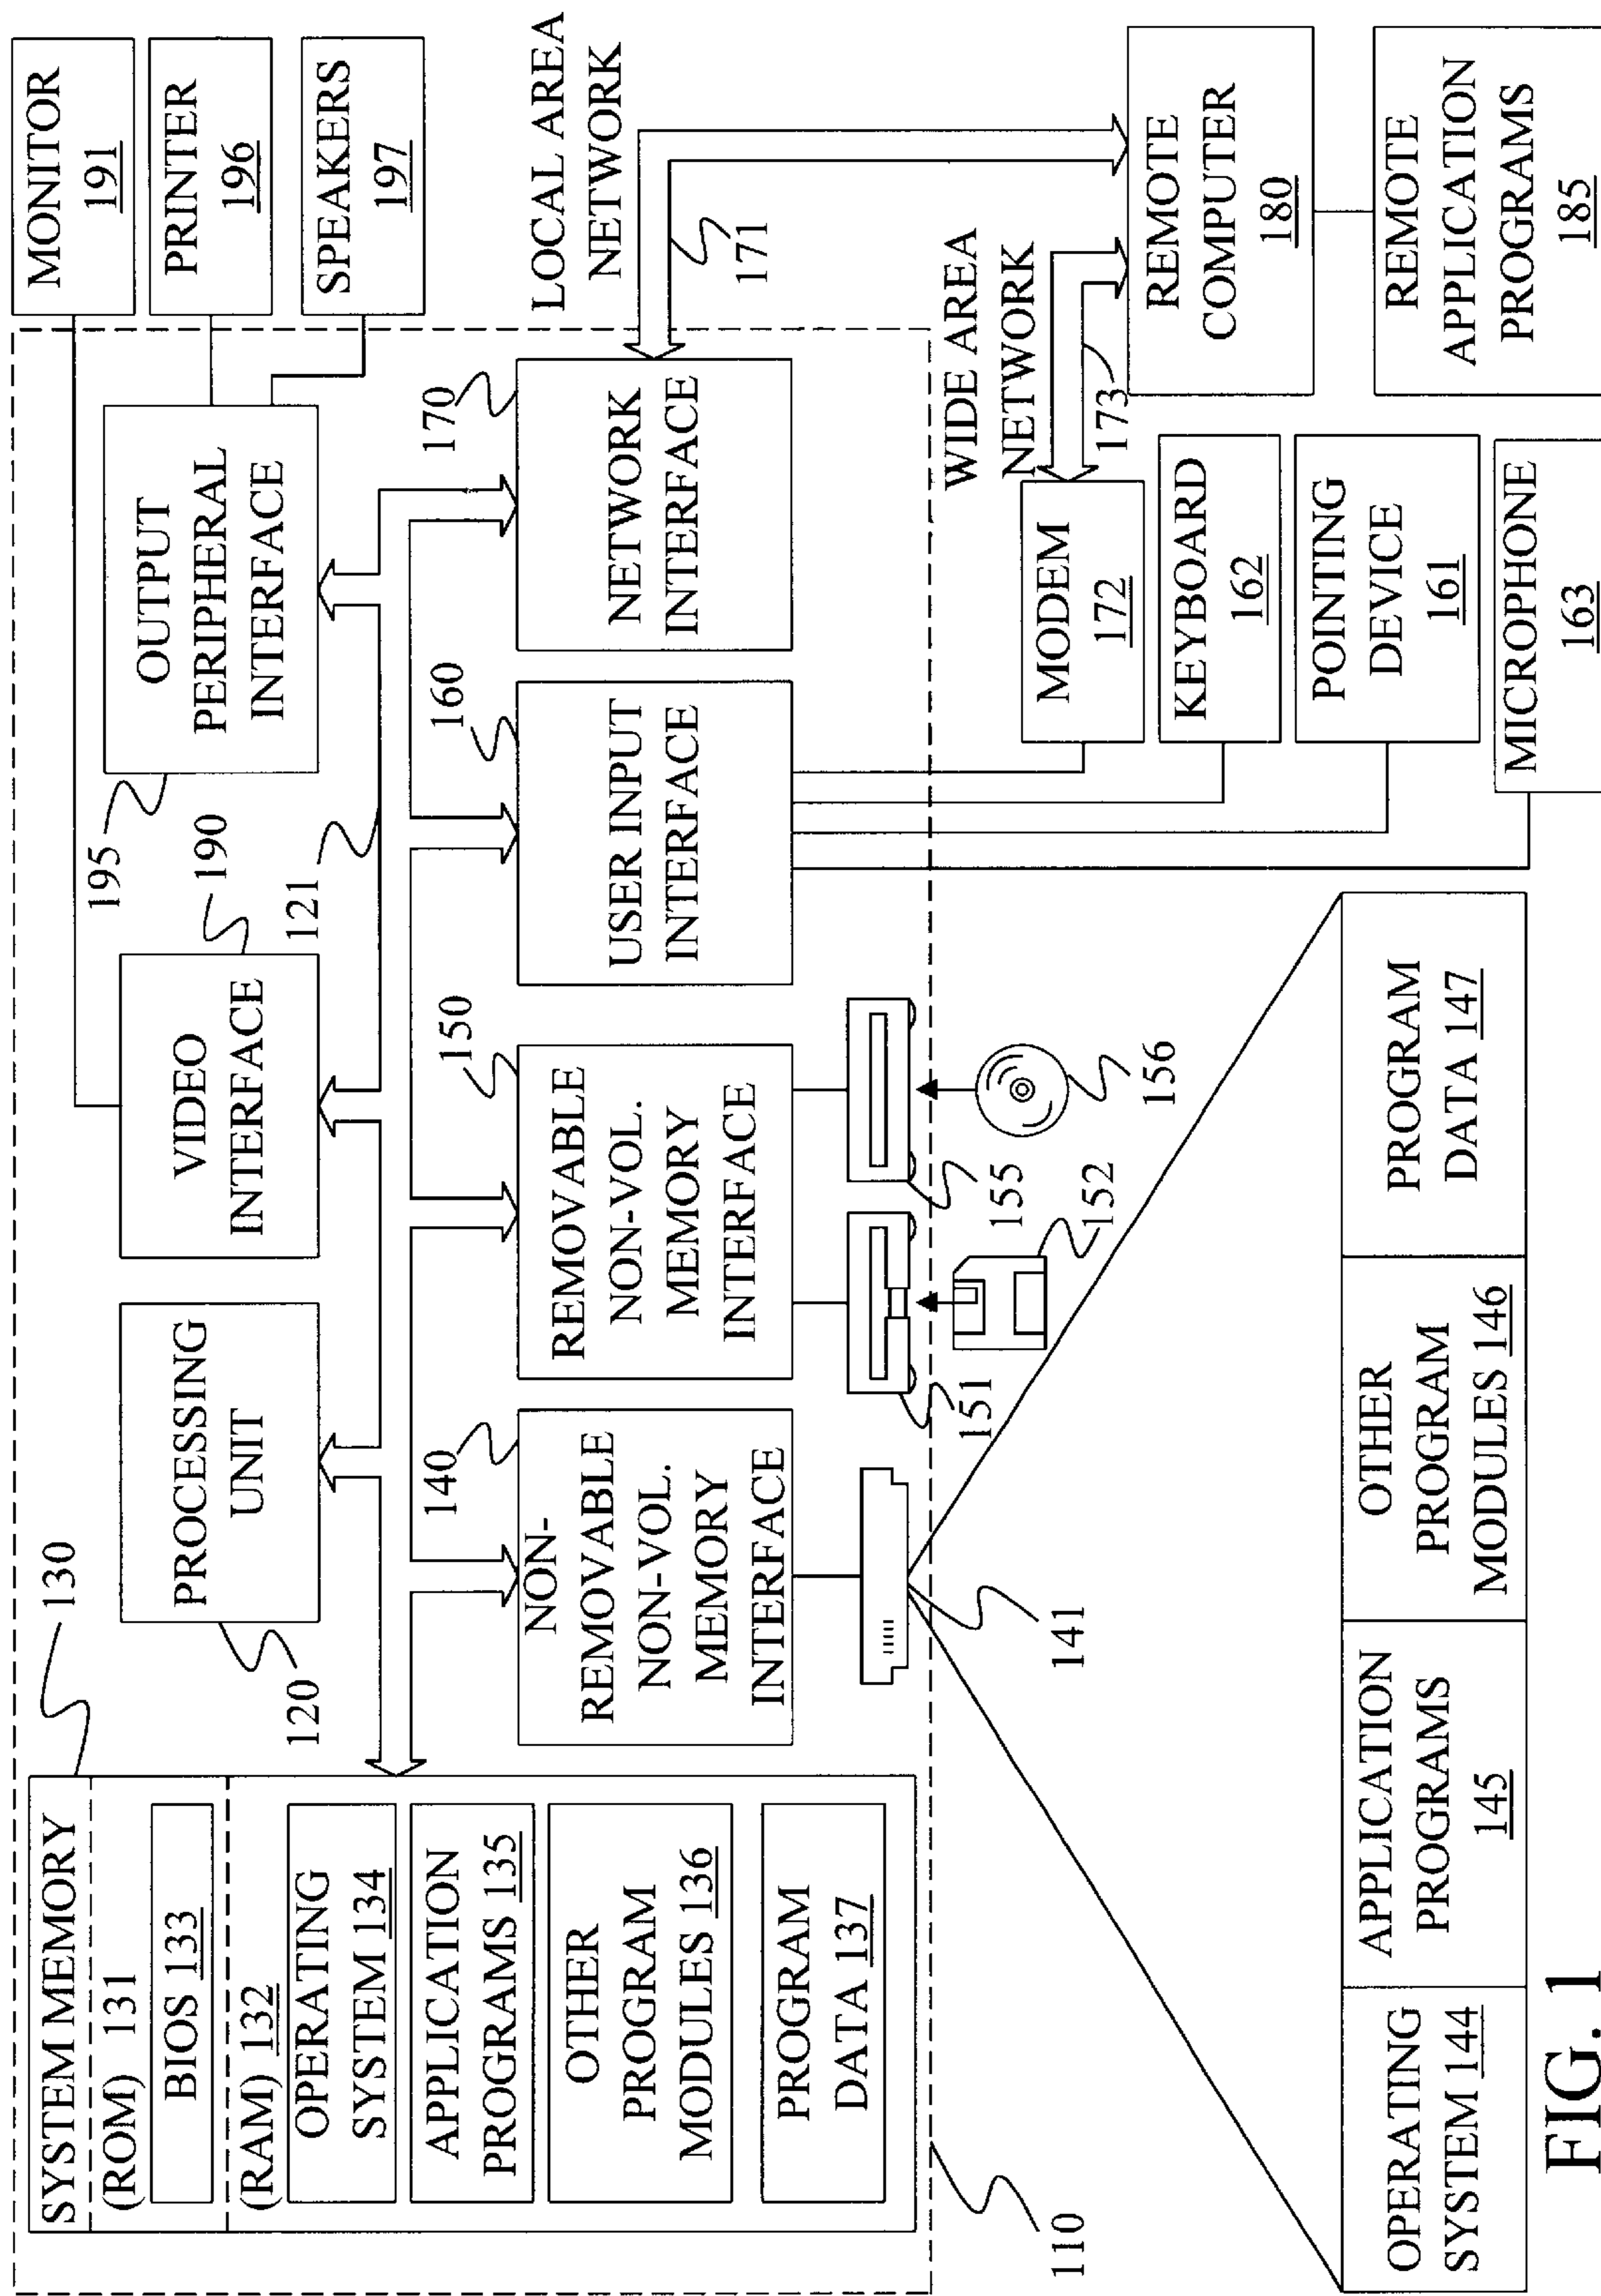 SYSTEM MEMORY
(ROM) 131
BIOS 133
(RAM) 132
OPERATING
SYSTEM 134
APPLICATION
PROGRAMS 135
OTHER
PROGRAM
MODULES 136
PROGRAM
DATA 137
130
PROCESSING
UNIT
120
VIDEO
INTERFACE
190
OUTPUT
PERIPHERAL
INTERFACE
195
121
MONITOR
191
PRINTER
196
SPEAKERS
197
NON-
REMOVABLE
NON-VOL.
MEMORY
INTERFACE
140
REMOVABLE
NON-VOL.
MEMORY
INTERFACE
150
USER INPUT
INTERFACE
160
NETWORK
INTERFACE
170
LOCAL AREA
NETWORK
171
WIDE AREA
NETWORK
173
141
151
152
155
156
110
MODEM
172
KEYBOARD
162
POINTING
DEVICE
161
MICROPHONE
163
REMOTE
COMPUTER
180
REMOTE
APPLICATION
PROGRAMS
185
OPERATING
SYSTEM 144
APPLICATION
PROGRAMS
145
OTHER
PROGRAM
MODULES 146
PROGRAM
DATA 147
FIG. 1